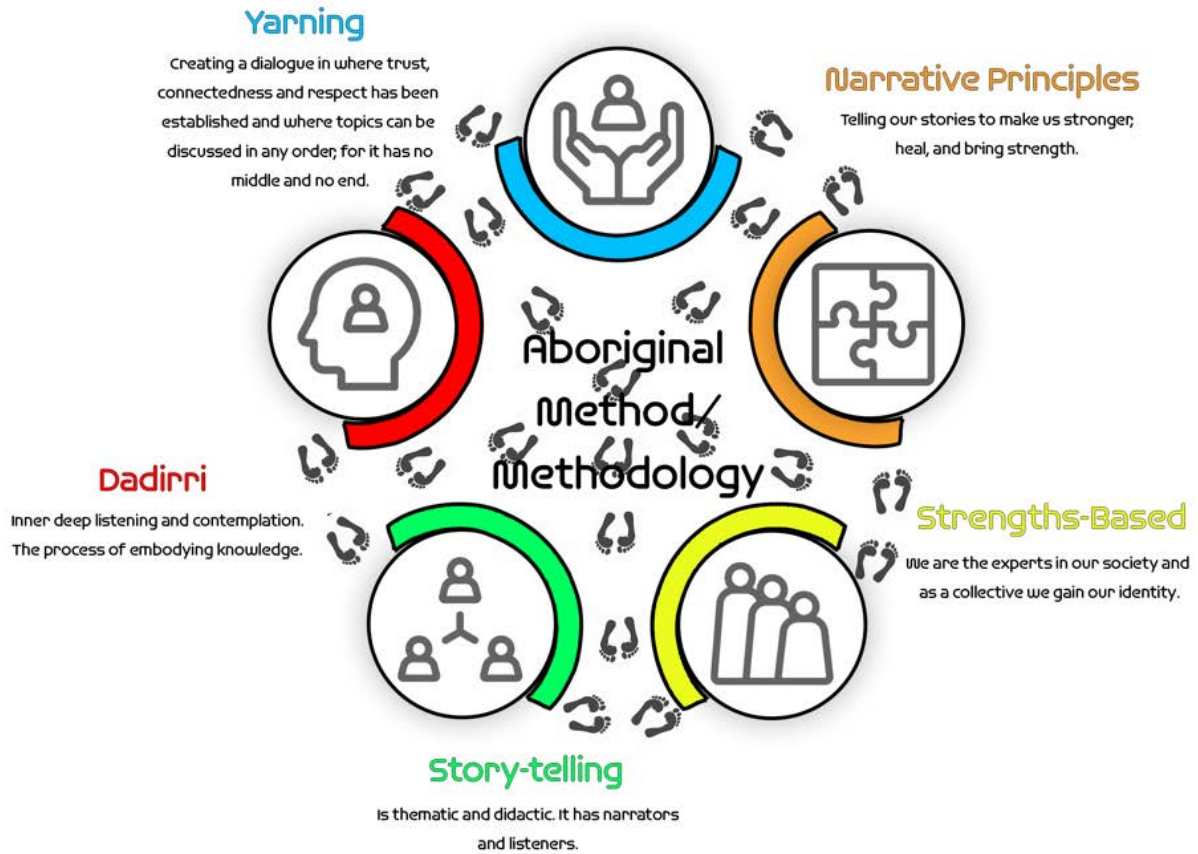 Yarning
Creating a dialogue in where trust,
connectedness and respect has been
established and where topics can be
discussed in any order, for it has no
middle and no end.
Narrative Principles
Telling our stories to make us stronger,
heal, and bring strength.
Aboriginal
Method/
Methodology
Dadirri
Inner deep listening and contemplation.
The process of embodying knowledge.
Strengths-Based
We are the experts in our society and
as a collective we gain our identity.
Story-telling
Is thematic and didactic. It has narrators
and listeners.